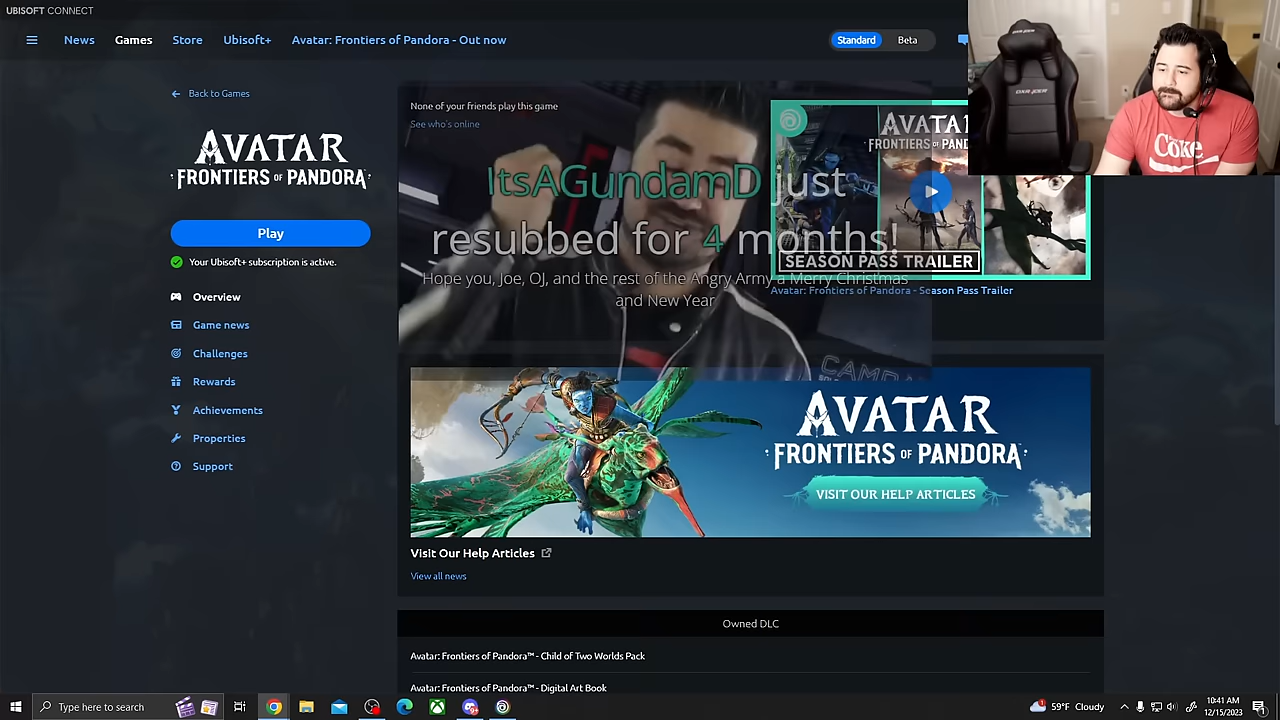 UBISOFT CONNECT
News
Games
Store
Ubisoft+
Avatar: Frontiers of Pandora - Out now
Standard
Beta
Back to Games
AVATAR
FRONTIERS OF PANDORA
Play
Your Ubisoft+ subscription is active.
Overview
Game news
Challenges
Rewards
Achievements
Properties
Support
None of your friends play this game
See who's online
ItsAGundamD just
resubbed for 4 months!
Hope you, Joe, OJ, and the rest of the Angry Army a Merry Christmas
and New Year
AVATA
FRONTIERS OF PAND
SEASON PASS TRAILER
Avatar: Frontiers of Pandora - Season Pass Trailer
Coke
AVATAR
FRONTIERS OF PANDORA
VISIT OUR HELP ARTICLES
Visit Our Help Articles
View all news
Owned DLC
Avatar: Frontiers of Pandora™ - Child of Two Worlds Pack
Avatar: Frontiers of Pandora™ - Digital Art Book
Type here to search
59°F Cloudy
10:41 AM
12/15/2023